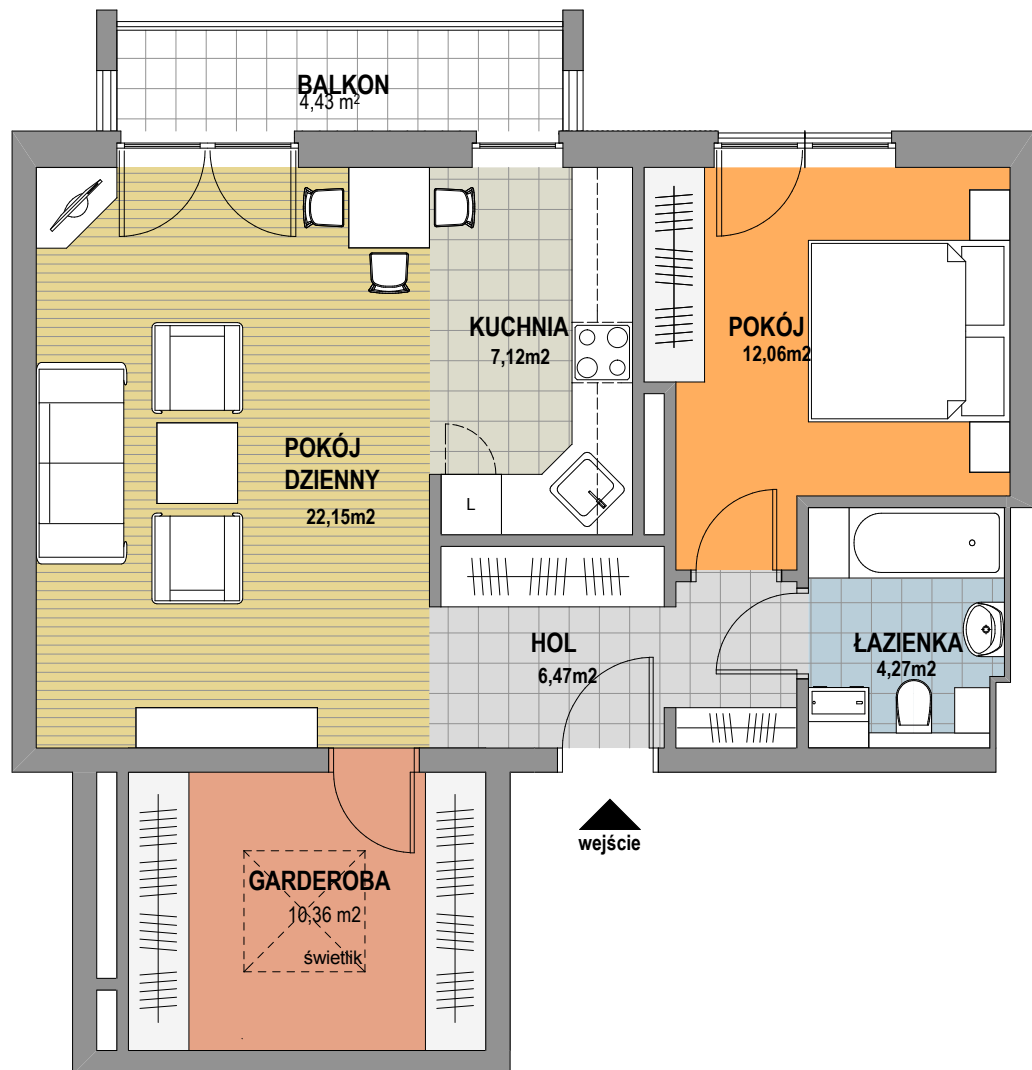 BALKON
4,43 m²
KUCHNIA
7,12m2
POKÓJ
12,06m2
POKÓJ
DZIENNY
22,15m2
L
HOL
6,47m2
ŁAZIENKA
4,27m2
wejście
GARDEROBA
10,36 m2
świetlik